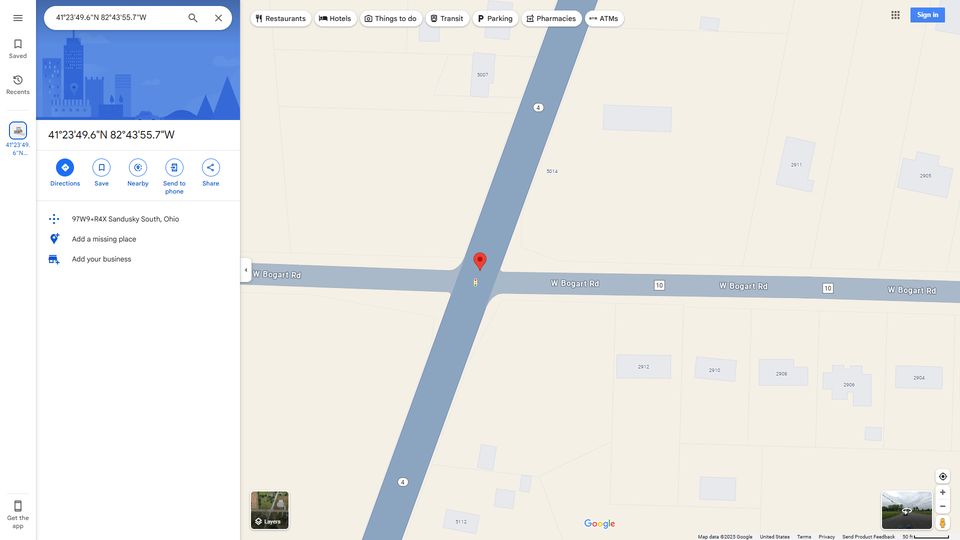 41°23'49.6"N 82°43'55.7"W
Restaurants
Hotels
Things to do
Transit
Parking
Pharmacies
ATMs
Sign in
Saved
Recents
41°23'49.
6"N...
41°23'49.6"N 82°43'55.7"W
Directions
Save
Nearby
Send to
phone
Share
97W9+R4X Sandusky South, Ohio
Add a missing place
Add your business
Get the
app
5007
4
5014
2911
2905
W Bogart Rd
W Bogart Rd
10
W Bogart Rd
10
W Bogart Rd
2912
2910
2908
2906
2904
4
5112
Layers
Google
Map data ©2025 Google
United States
Terms
Privacy
Send Product Feedback
50 ft